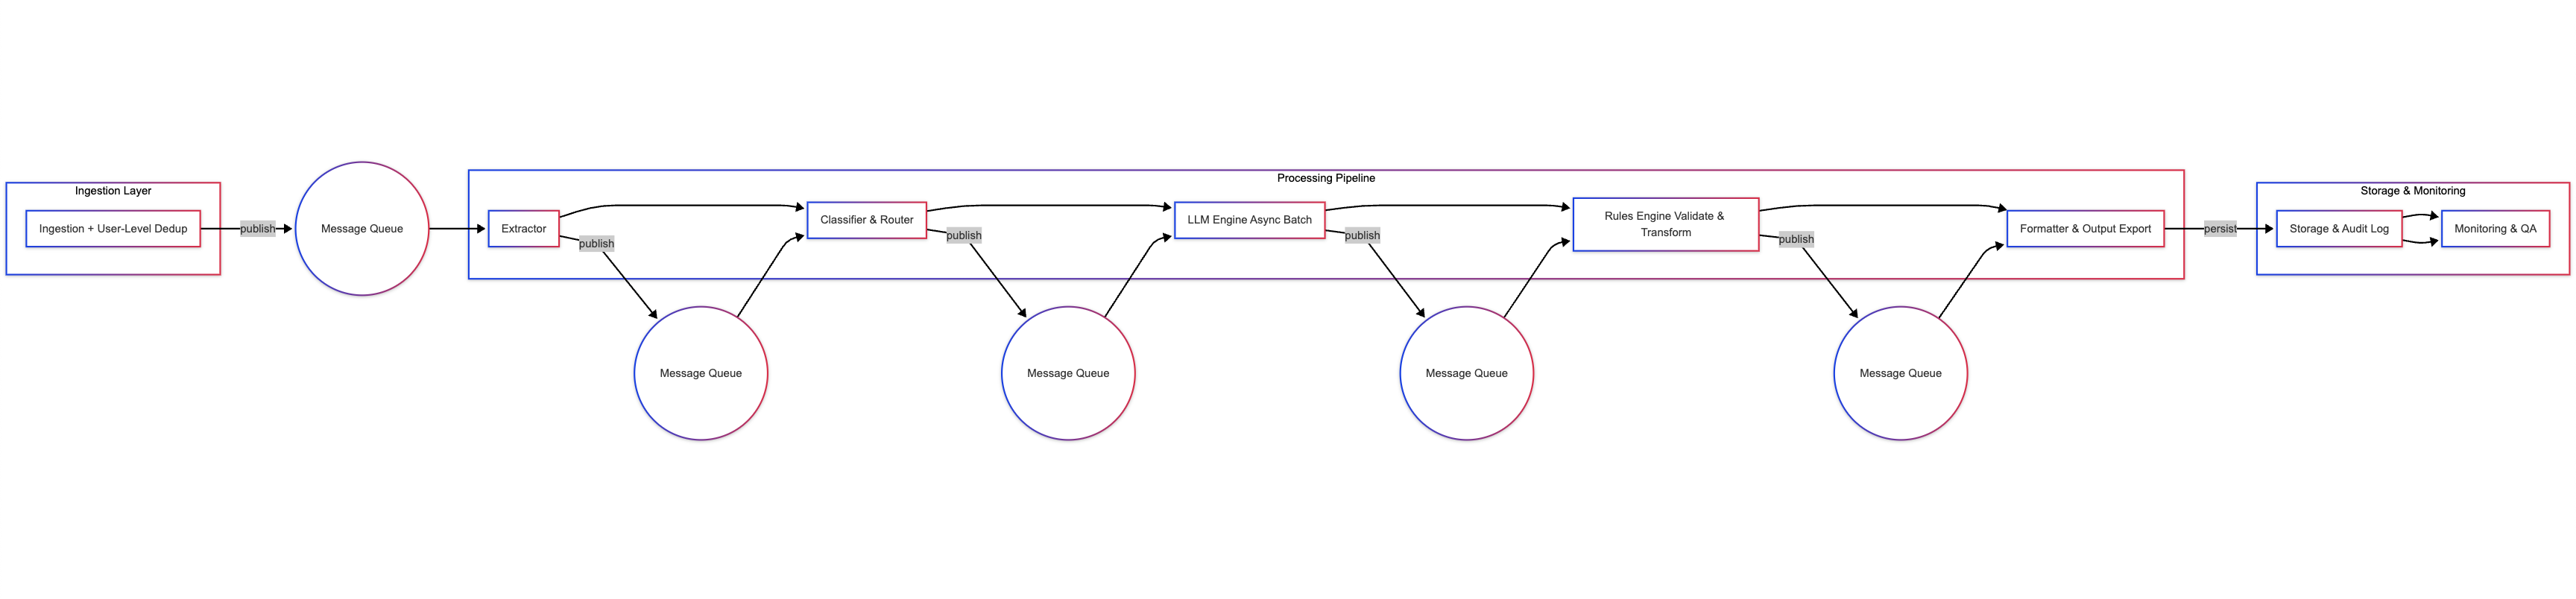 Ingestion Layer
Ingestion + User-Level Dedup
publish
Message Queue
Processing Pipeline
Extractor
publish
Message Queue
Classifier & Router
publish
Message Queue
LLM Engine Async Batch
publish
Message Queue
Rules Engine Validate &
Transform
publish
Message Queue
Formatter & Output Export
persist
Storage & Monitoring
Storage & Audit Log
Monitoring & QA